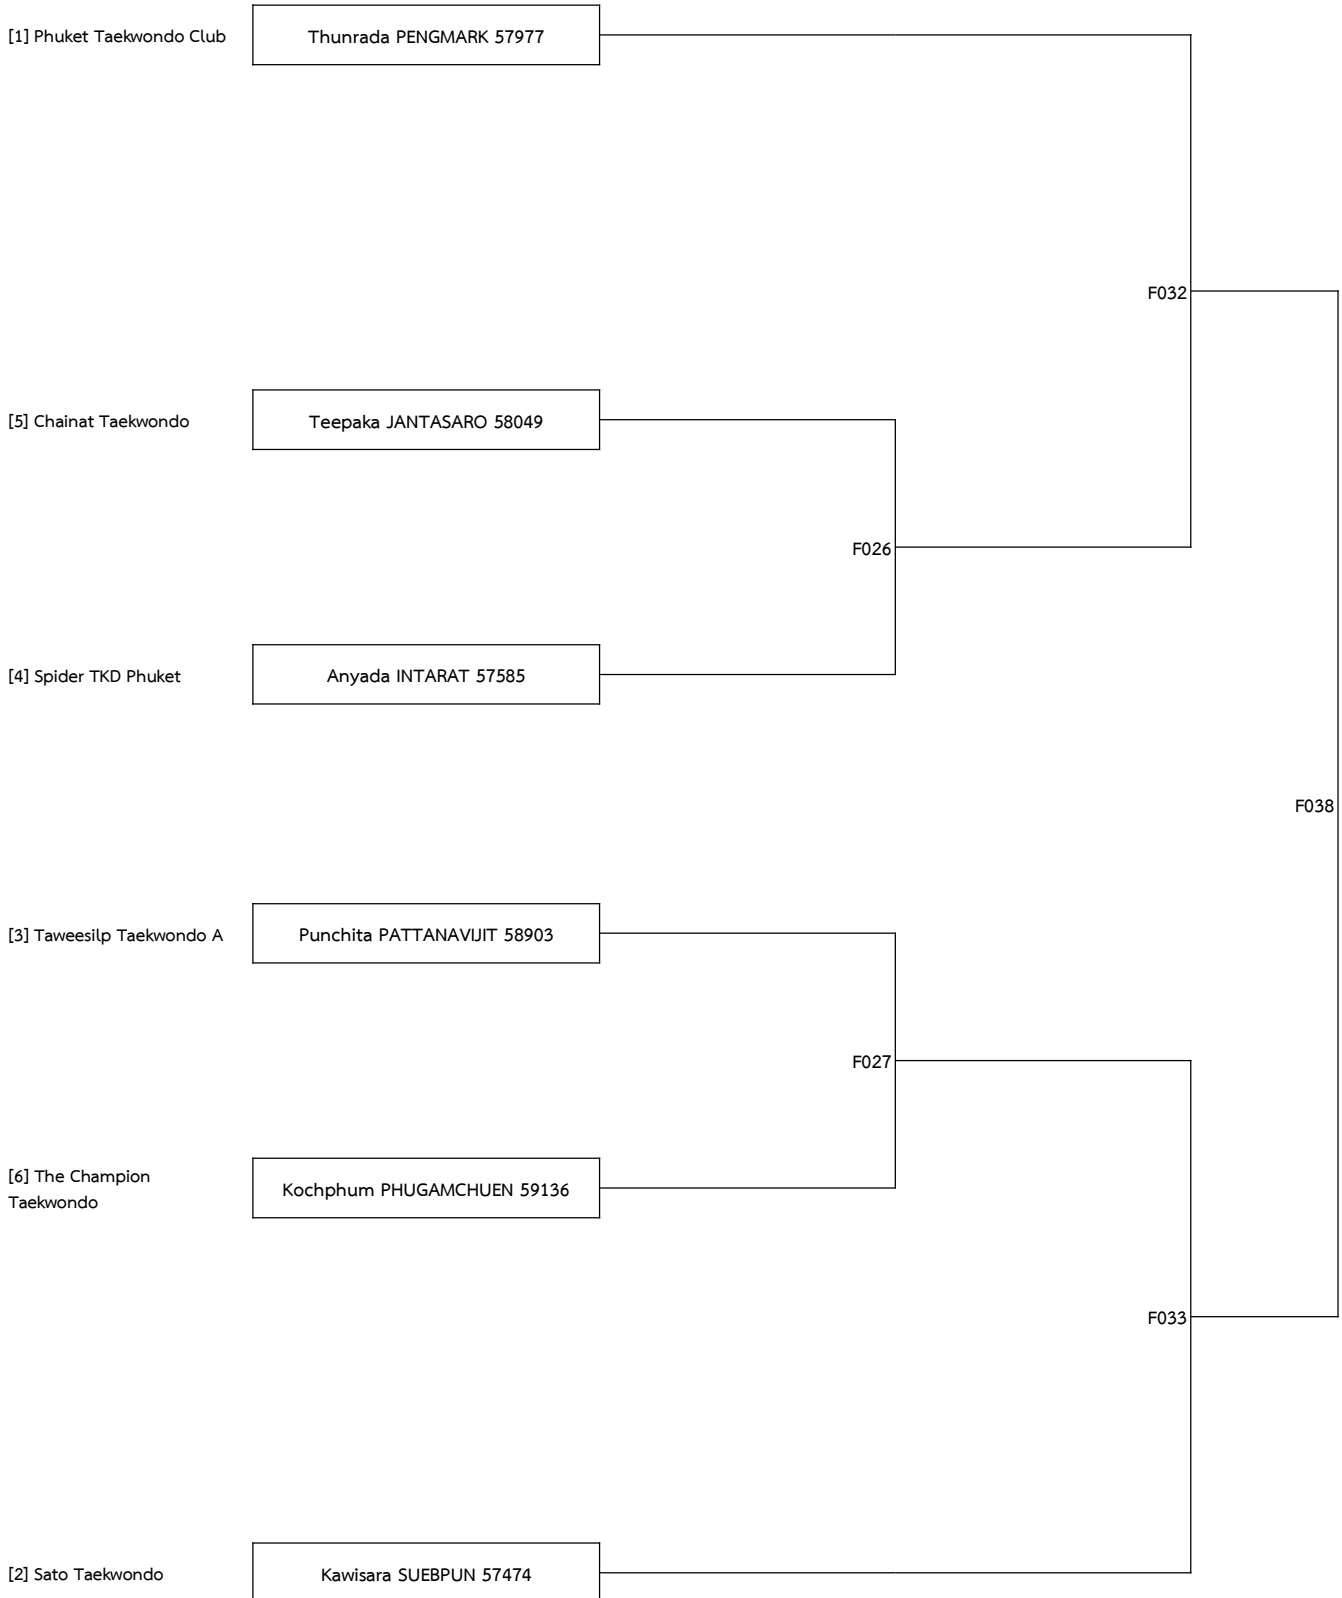 [1] Phuket Taekwondo Club
Thunrada PENGMARK 57977
F032
[5] Chainat Taekwondo
Teepaka JANTASARO 58049
F026
[4] Spider TKD Phuket
Anyada INTARAT 57585
F038
[3] Taweesilp Taekwondo A
Punchita PATTANAVIJIT 58903
F027
[6] The Champion
Taekwondo
Kochphum PHUGAMCHUEN 59136
F033
[2] Sato Taekwondo
Kawisara SUEBPUN 57474